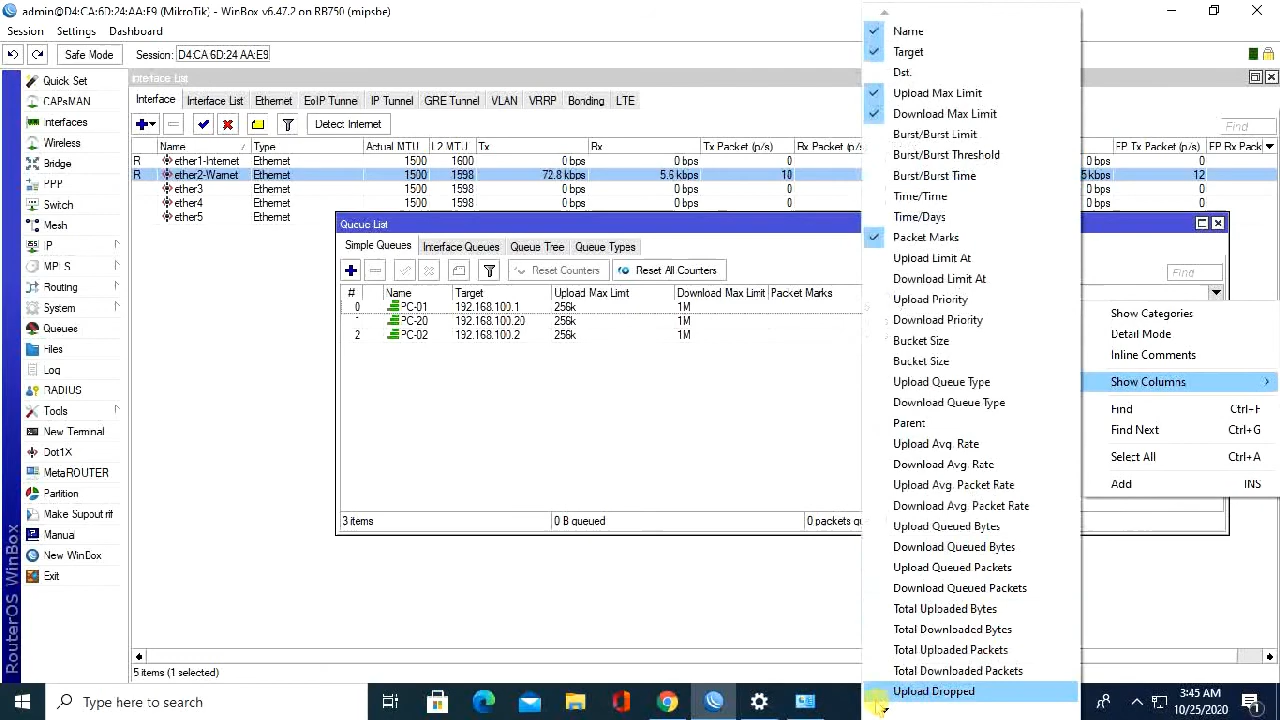 admin@D4:CA:6D:24:AA:E9 (MikroTik) - WinBox v6.47.2 on RB750 (mipsbe)
Session Settings Dashboard
Safe Mode Session: D4:CA:6D:24:AA:E9
Quick Set
CAPsMAN
Interfaces
Wireless
Bridge
PPP
Switch
Mesh
IP
MPLS
Routing
System
Queues
Files
Log
RADIUS
Tools
New Terminal
Dot1X
MetaROUTER
Partition
Make Supout.rif
Manual
New WinBox
Exit
RouterOS WinBox
Interface List
Interface Interface List Ethernet EoIP Tunnel IP Tunnel GRE Tunnel VLAN VRRP Bonding LTE
Detect Internet Find
Name Type Actual MTU L2 MTU Tx Rx Tx Packet (p/s) Rx Pack FP Tx Packet (p/s) FP Rx Pack
R ether1-Internet Ethernet 1500 1600 0 bps 0 bps 0 0 bps 0
R ether2-Warnet Ethernet 1500 1598 72.8 kbps 5.6 kbps 10 5 kbps 12
ether3 Ethernet 1500 1598 0 bps 0 bps 0 0 bps 0
ether4 Ethernet 1500 1598 0 bps 0 bps 0 0 bps 0
ether5 Ethernet 1500 1598 0 bps 0
Queue List
Simple Queues Interface Queues Queue Tree Queue Types
Reset Counters Reset All Counters Find
# Name Target Upload Max Limit Download Max Limit Packet Marks
0 PC-01 192.168.100.1 256k 1M
1 PC-20 192.168.100.20 256k 1M
2 PC-02 192.168.100.2 256k 1M
3 items 0 B queued 0 packets qu
Name
Target
Dst.
Upload Max Limit
Download Max Limit
Burst/Burst Limit
Burst/Burst Threshold
Burst/Burst Time
Time/Time
Time/Days
Packet Marks
Upload Limit At
Download Limit At
Upload Priority
Download Priority
Bucket Size
Bucket Size
Upload Queue Type
Download Queue Type
Parent
Upload Avg. Rate
Download Avg. Rate
Upload Avg. Packet Rate
Download Avg. Packet Rate
Upload Queued Bytes
Download Queued Bytes
Upload Queued Packets
Download Queued Packets
Total Uploaded Bytes
Total Downloaded Bytes
Total Uploaded Packets
Total Downloaded Packets
Upload Dropped
Show Categories
Detail Mode
Inline Comments
Show Columns
Find Ctrl+F
Find Next Ctrl+G
Select All Ctrl+A
Add INS
5 items (1 selected)
Type here to search
3:45 AM
10/25/2020